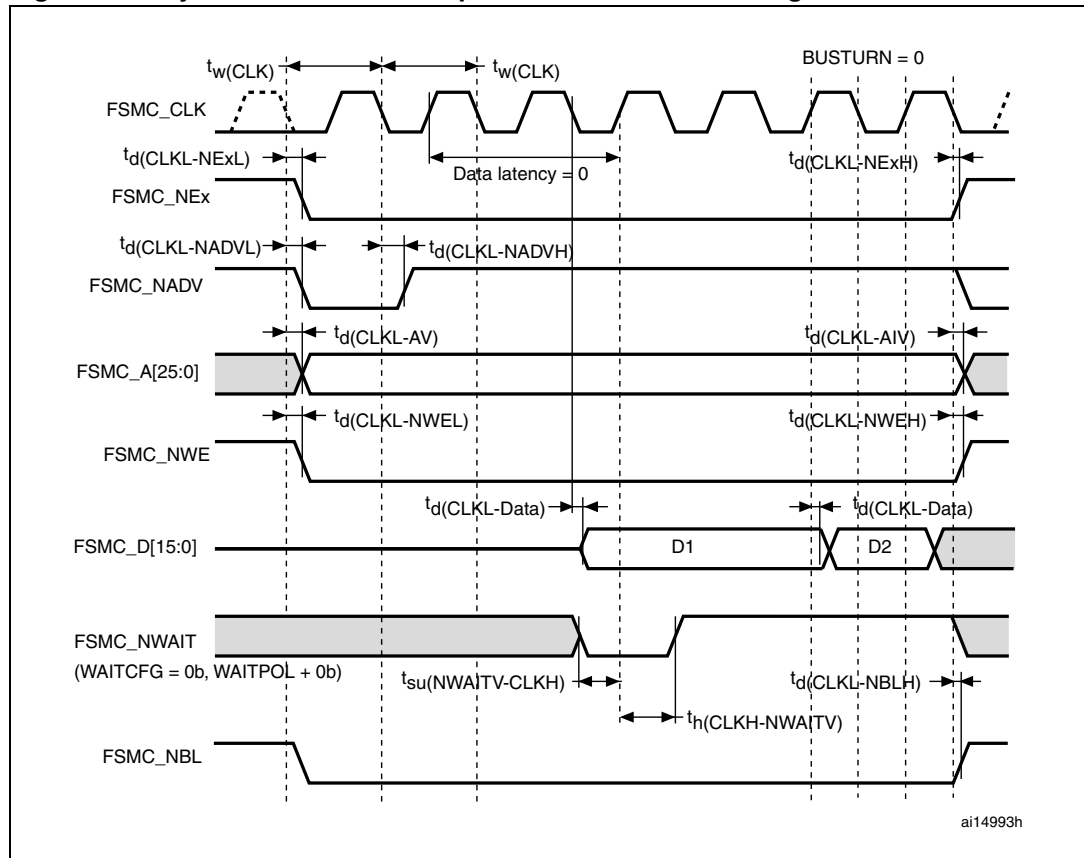 BUSTURN = 0
tw(CLK) tw(CLK)
FSMC_CLK
td(CLKL-NExL) Data latency = 0 td(CLKL-NExH)
FSMC_NEx
td(CLKL-NADVL) td(CLKL-NADVH)
FSMC_NADV
td(CLKL-AV) td(CLKL-AIV)
FSMC_A[25:0]
td(CLKL-NWEL) td(CLKL-NWEH)
FSMC_NWE
td(CLKL-Data) td(CLKL-Data)
FSMC_D[15:0] D1 D2
FSMC_NWAIT
(WAITCFG = 0b, WAITPOL + 0b)
tsu(NWAITV-CLKH) td(CLKL-NBLH)
th(CLKH-NWAITV)
FSMC_NBL
ai14993h